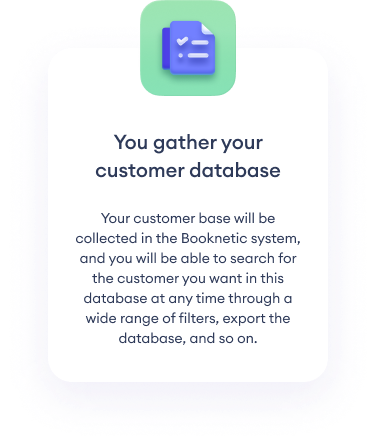 You gather your
customer database
Your customer base will be
collected in the Booknetic system,
and you will be able to search for
the customer you want in this
database at any time through a
wide range of filters, export the
database, and so on.